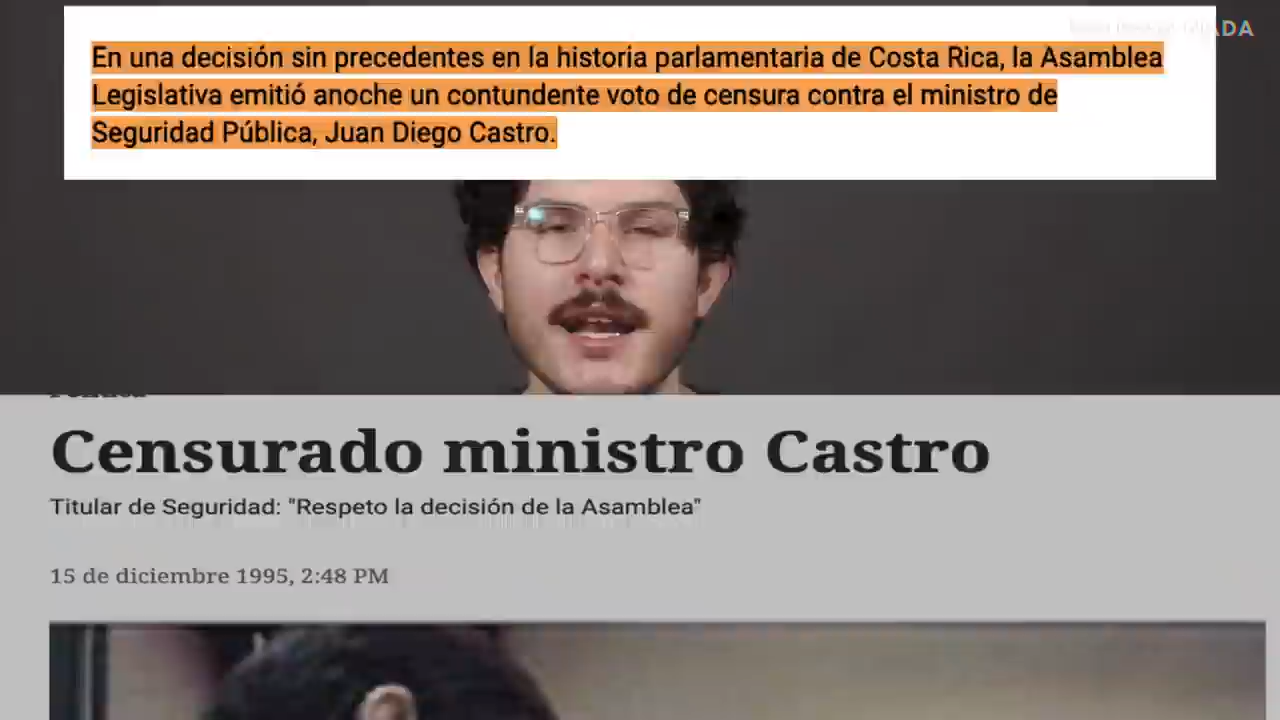 En una decisión sin precedentes en la historia parlamentaria de Costa Rica, la Asamblea
Legislativa emitió anoche un contundente voto de censura contra el ministro de
Seguridad Pública, Juan Diego Castro.
Censurado ministro Castro
Titular de Seguridad: "Respeto la decisión de la Asamblea"
15 de diciembre 1995, 2:48 PM